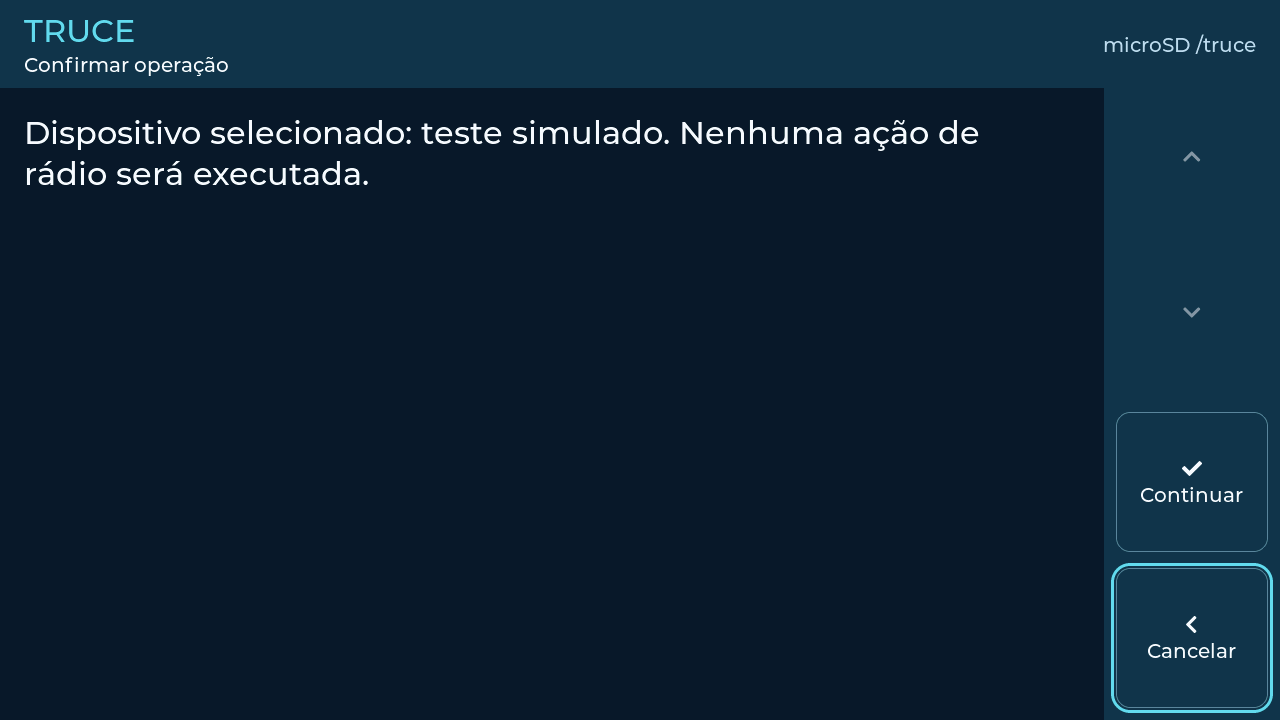 TRUCE
Confirmar operação
microSD /truce
Dispositivo selecionado: teste simulado. Nenhuma ação de
rádio será executada.
Continuar
Cancelar